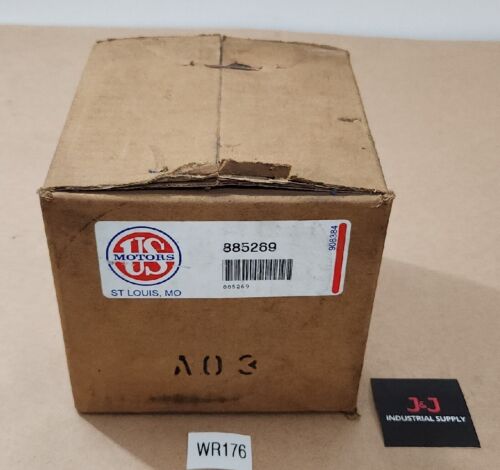 US
MOTORS
ST LOUIS, MO
885269
885269
908384
A03
WR176
J&J
INDUSTRIAL SUPPLY